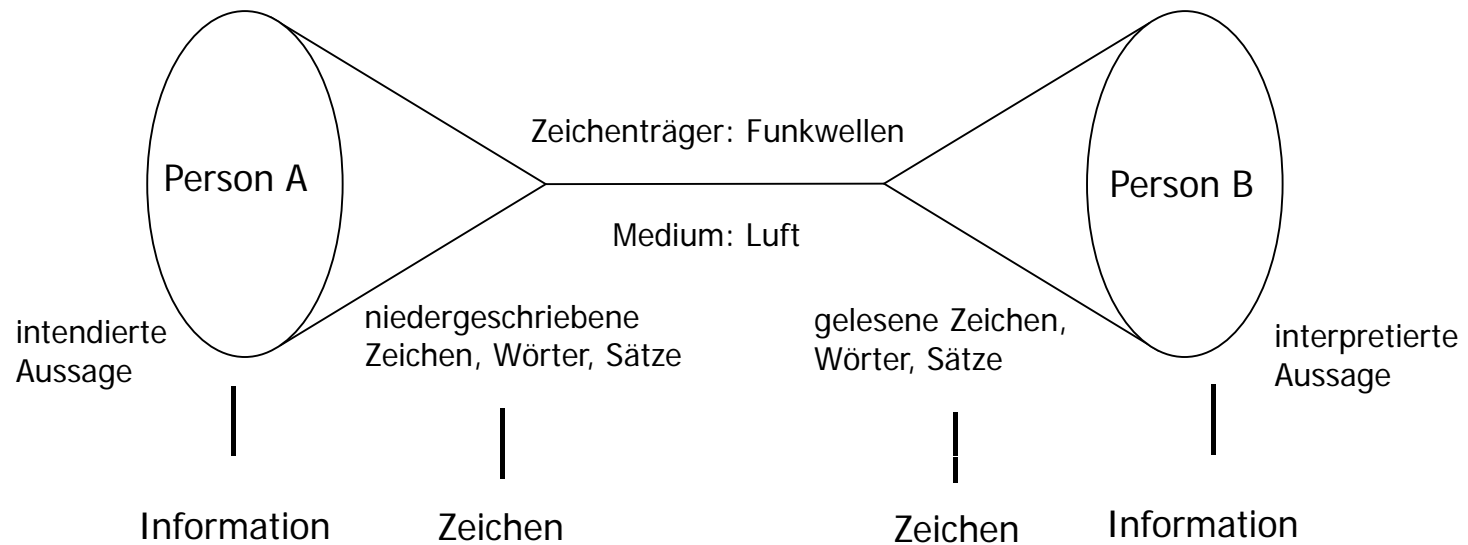 Zeichenträger: Funkwellen
Person A
Person B
Medium: Luft
intendierte
Aussage
niedergeschriebene
Zeichen, Wörter, Sätze
gelesene Zeichen,
Wörter, Sätze
interpretierte
Aussage
Information
Zeichen
Zeichen
Information